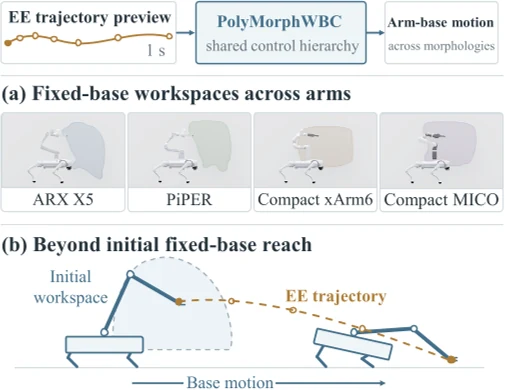 EE trajectory preview
1 s
PolyMorphWBC
shared control hierarchy
Arm-base motion
across morphologies
(a) Fixed-base workspaces across arms
ARX X5
PiPER
Compact xArm6
Compact MICO
(b) Beyond initial fixed-base reach
Initial
workspace
EE trajectory
Base motion